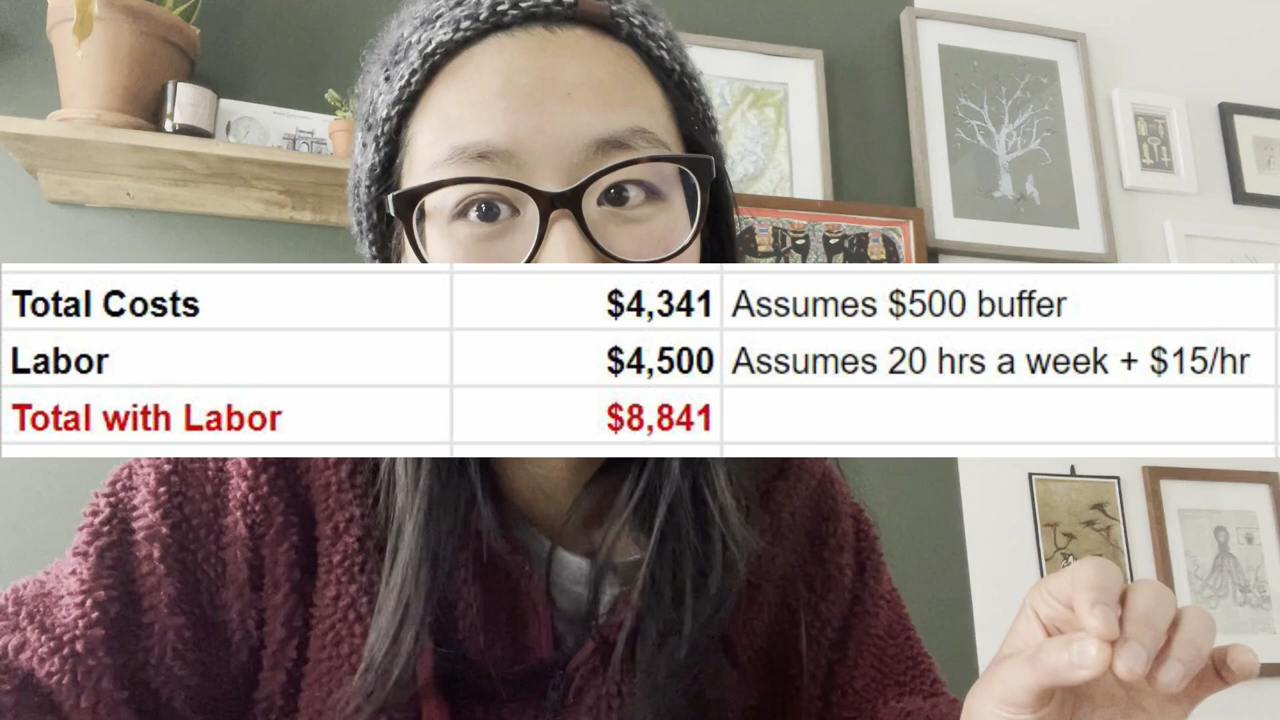 Total Costs $4,341 Assumes $500 buffer
Labor $4,500 Assumes 20 hrs a week + $15/hr
Total with Labor $8,841